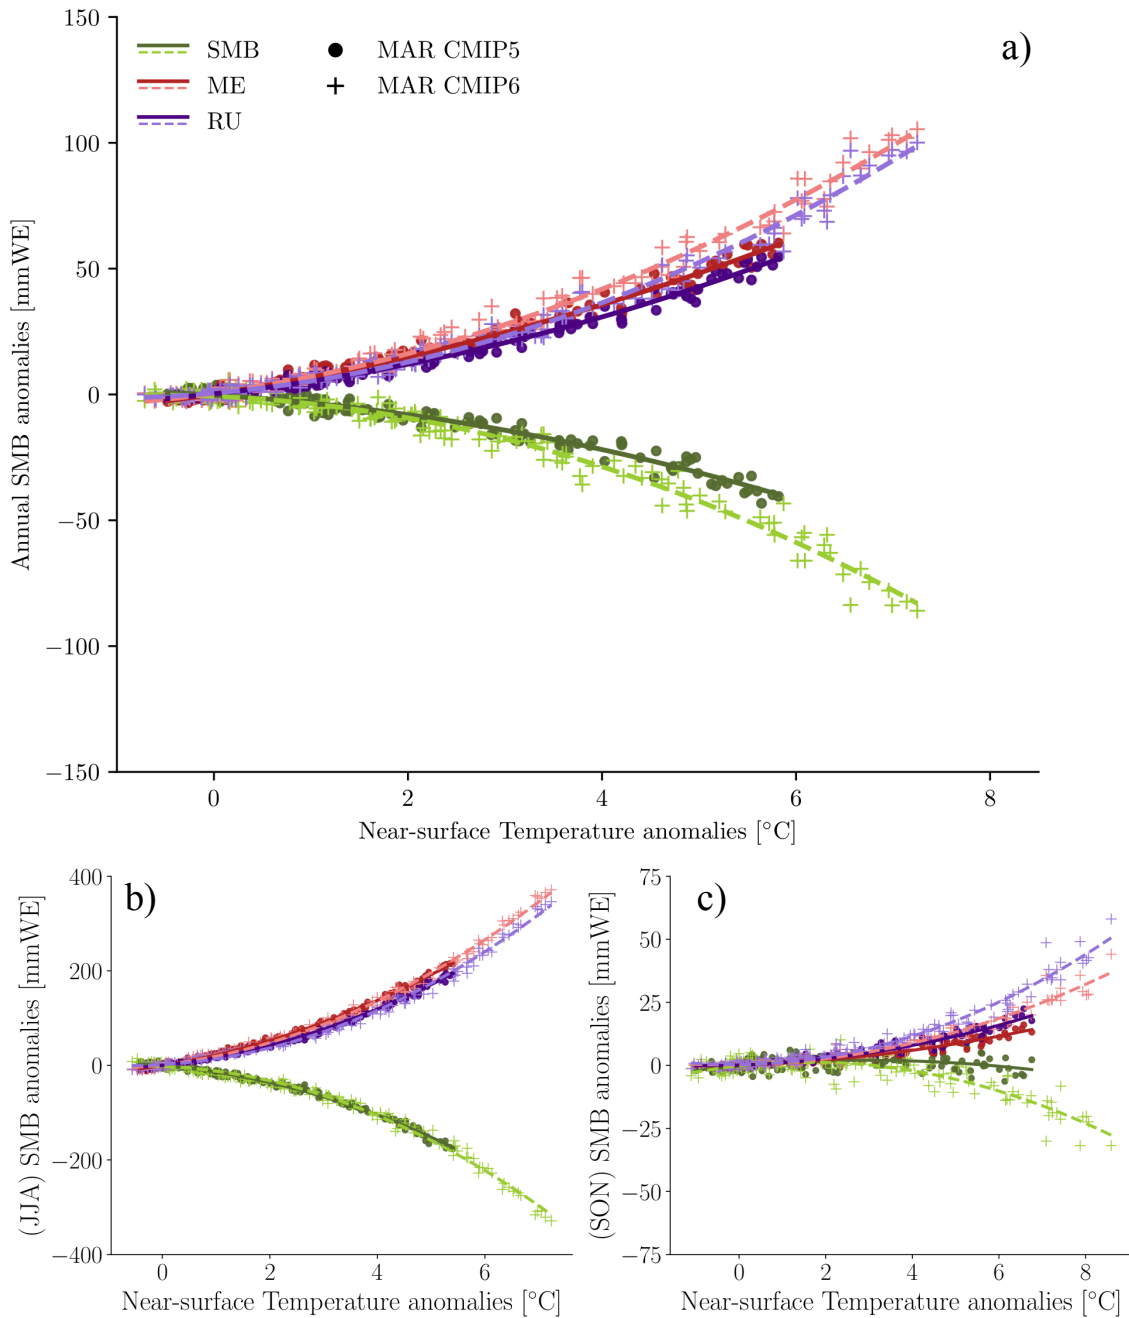 a)
SMB
ME
RU
MAR CMIP5
MAR CMIP6
150
100
50
0
−50
−100
−150
Annual SMB anomalies [mmWE]
0 2 4 6 8
Near-surface Temperature anomalies [°C]
b)
400
200
0
−200
−400
(JJA) SMB anomalies [mmWE]
0 2 4 6
Near-surface Temperature anomalies [°C]
c)
75
50
25
0
−25
−50
−75
(SON) SMB anomalies [mmWE]
0 2 4 6 8
Near-surface Temperature anomalies [°C]